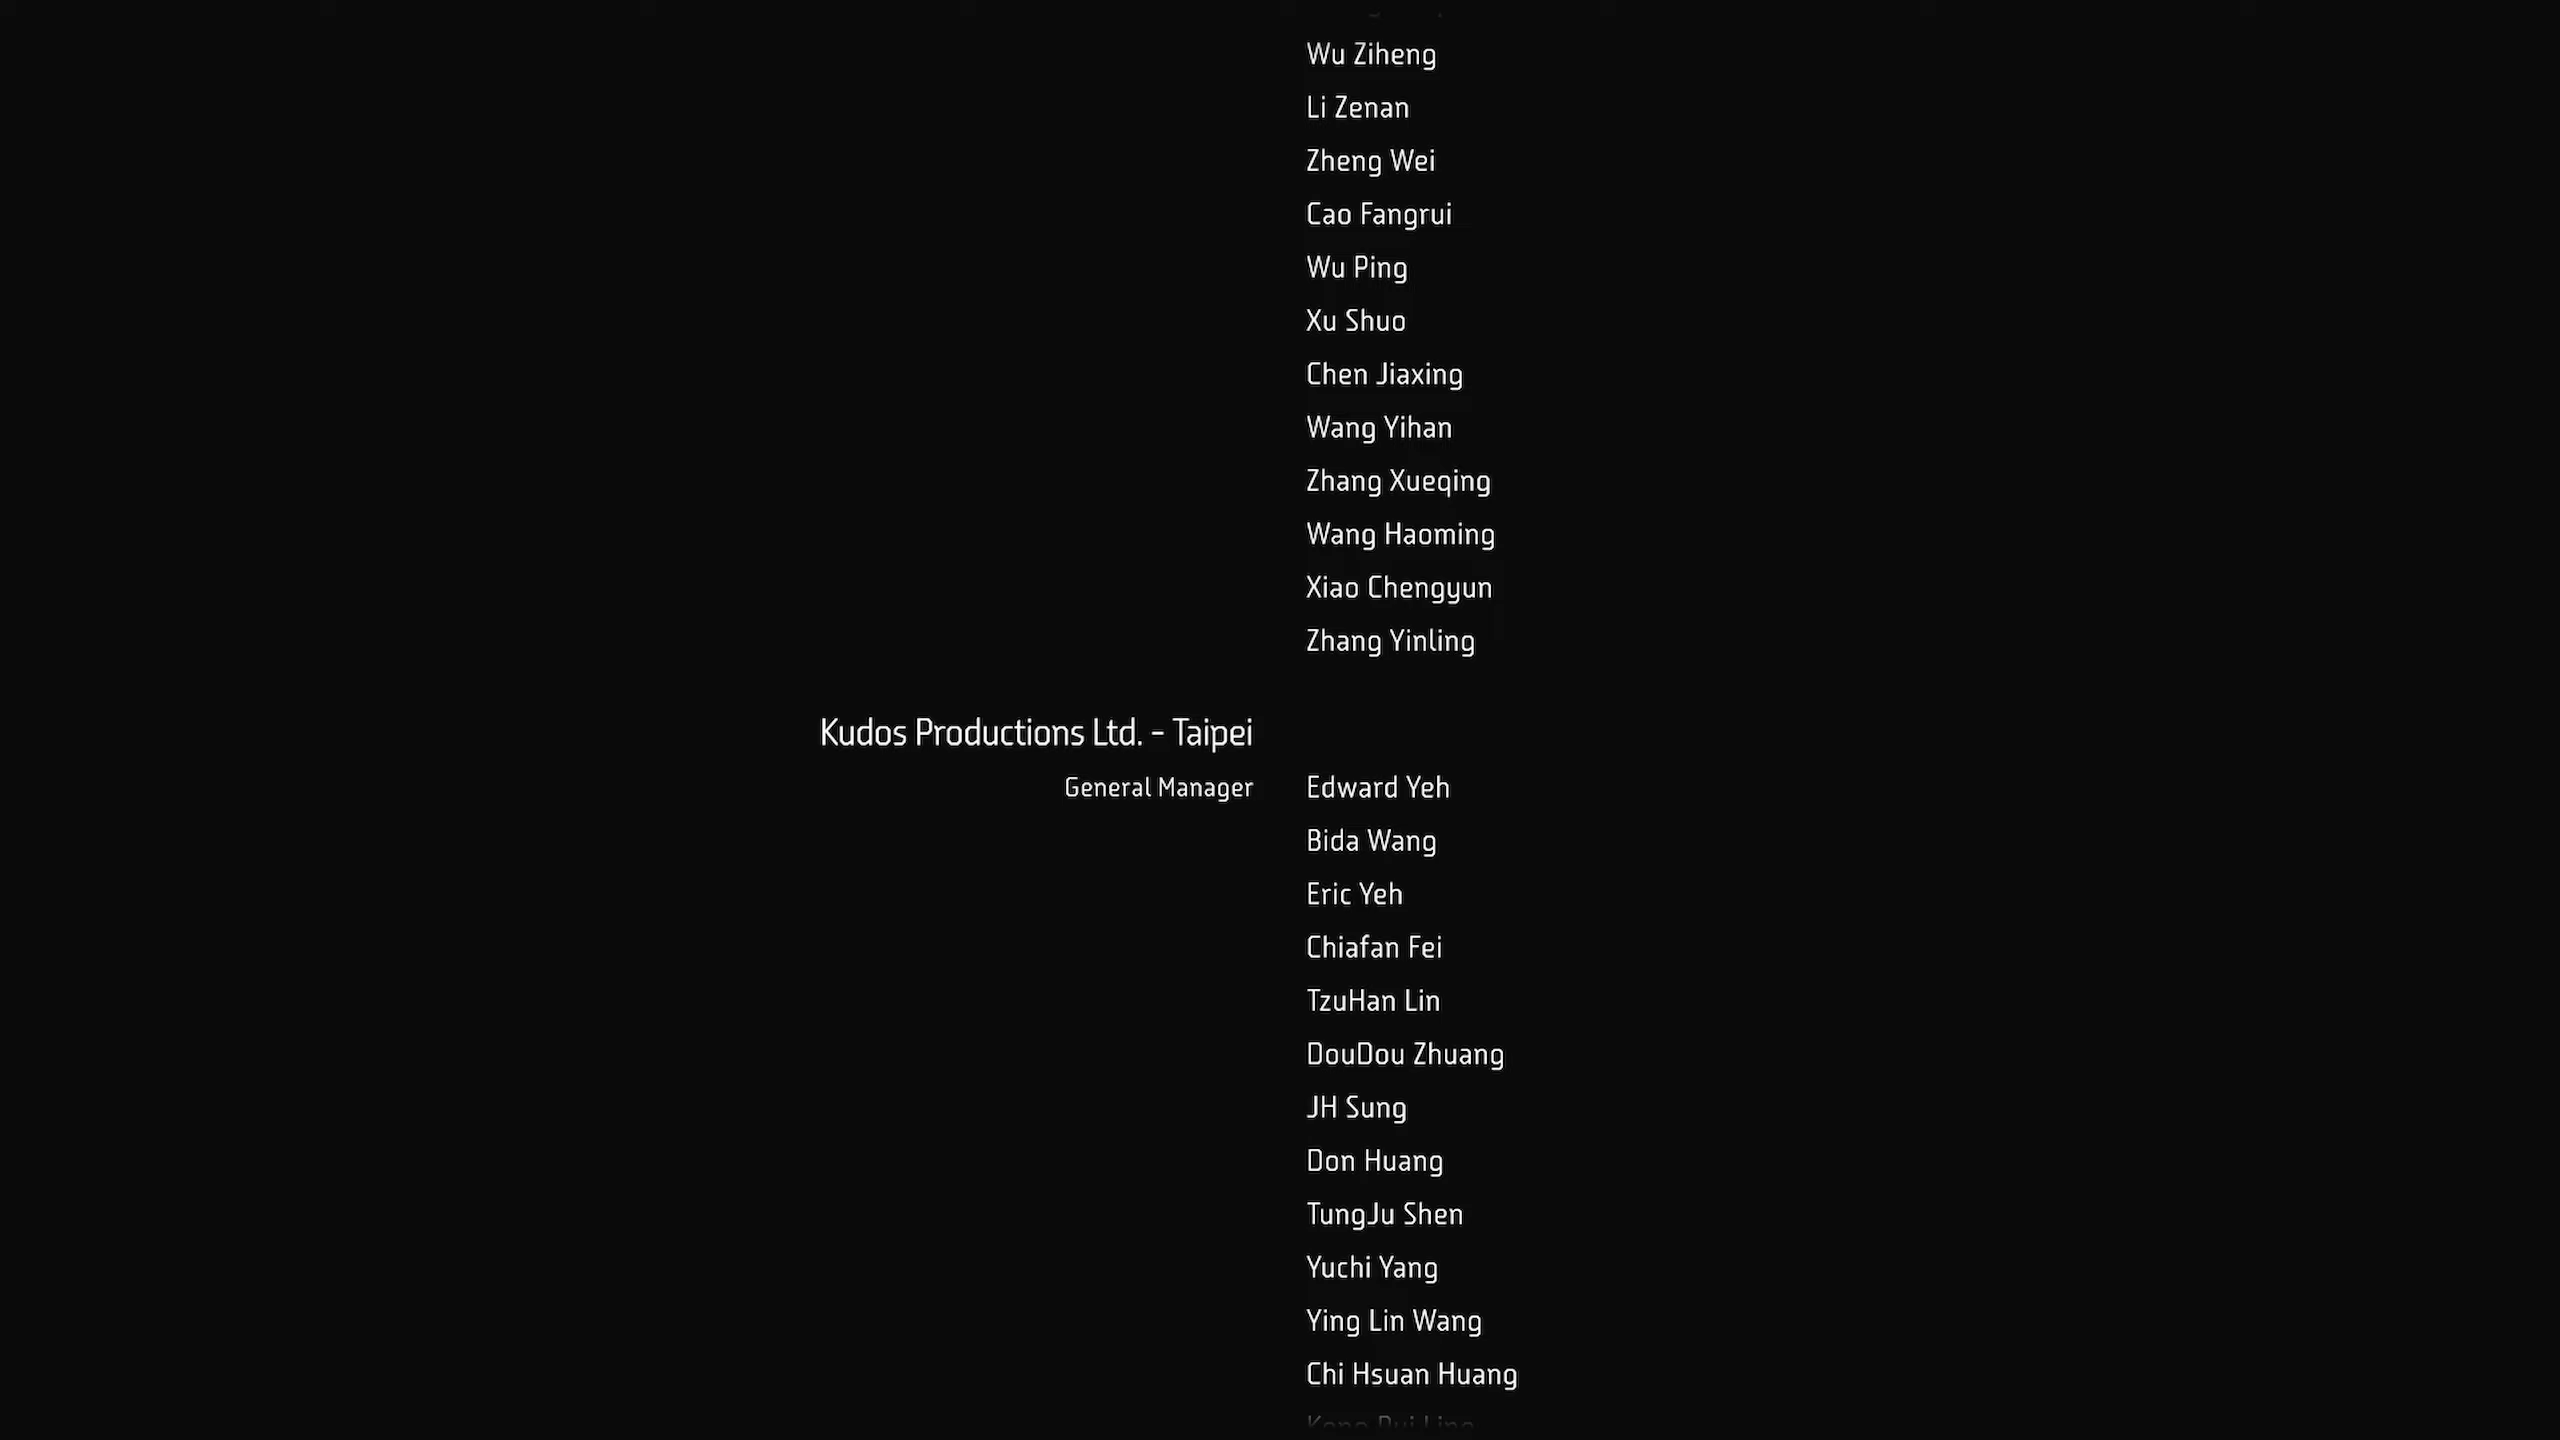 Wu Ziheng
Li Zenan
Zheng Wei
Cao Fangrui
Wu Ping
Xu Shuo
Chen Jiaxing
Wang Yihan
Zhang Xueqing
Wang Haoming
Xiao Chengyun
Zhang Yinling
Kudos Productions Ltd. - Taipei
General Manager Edward Yeh
Bida Wang
Eric Yeh
Chiafan Fei
TzuHan Lin
DouDou Zhuang
JH Sung
Don Huang
TungJu Shen
Yuchi Yang
Ying Lin Wang
Chi Hsuan Huang